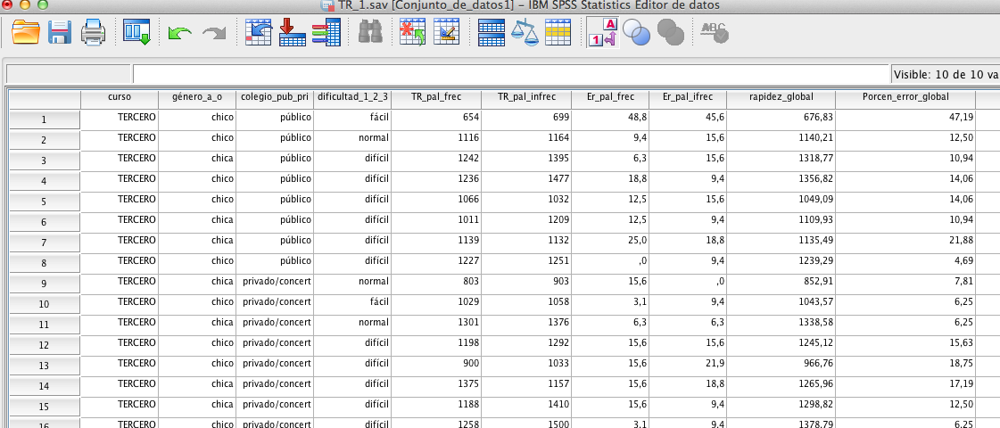 TR_1.sav [Conjunto_de_datos1] – IBM SPSS Statistics Editor de datos
A
1
ABC
Visible: 10 de 10 va
curso género_a_o colegio_pub_pri dificultad_1_2_3 TR_pal_frec TR_pal_infrec Er_pal_frec Er_pal_ifrec rapidez_global Porcen_error_global
1 TERCERO chico público fácil 654 699 48,8 45,6 676,83 47,19
2 TERCERO chico público normal 1116 1164 9,4 15,6 1140,21 12,50
3 TERCERO chica público difícil 1242 1395 6,3 15,6 1318,77 10,94
4 TERCERO chico público difícil 1236 1477 18,8 9,4 1356,82 14,06
5 TERCERO chico público difícil 1066 1032 12,5 15,6 1049,09 14,06
6 TERCERO chica público difícil 1011 1209 12,5 9,4 1109,93 10,94
7 TERCERO chica público difícil 1139 1132 25,0 18,8 1135,49 21,88
8 TERCERO chico público difícil 1227 1251 ,0 9,4 1239,29 4,69
9 TERCERO chica privado/concert normal 803 903 15,6 ,0 852,91 7,81
10 TERCERO chico privado/concert fácil 1029 1058 3,1 9,4 1043,57 6,25
11 TERCERO chica privado/concert normal 1301 1376 6,3 6,3 1338,58 6,25
12 TERCERO chico privado/concert difícil 1198 1292 15,6 15,6 1245,12 15,63
13 TERCERO chico privado/concert difícil 900 1033 15,6 21,9 966,76 18,75
14 TERCERO chica privado/concert difícil 1375 1157 15,6 18,8 1265,96 17,19
15 TERCERO chica privado/concert difícil 1188 1410 15,6 9,4 1298,82 12,50
16 TERCERO chico privado/concert difícil 1258 1500 3,1 9,4 1378,79 6,25